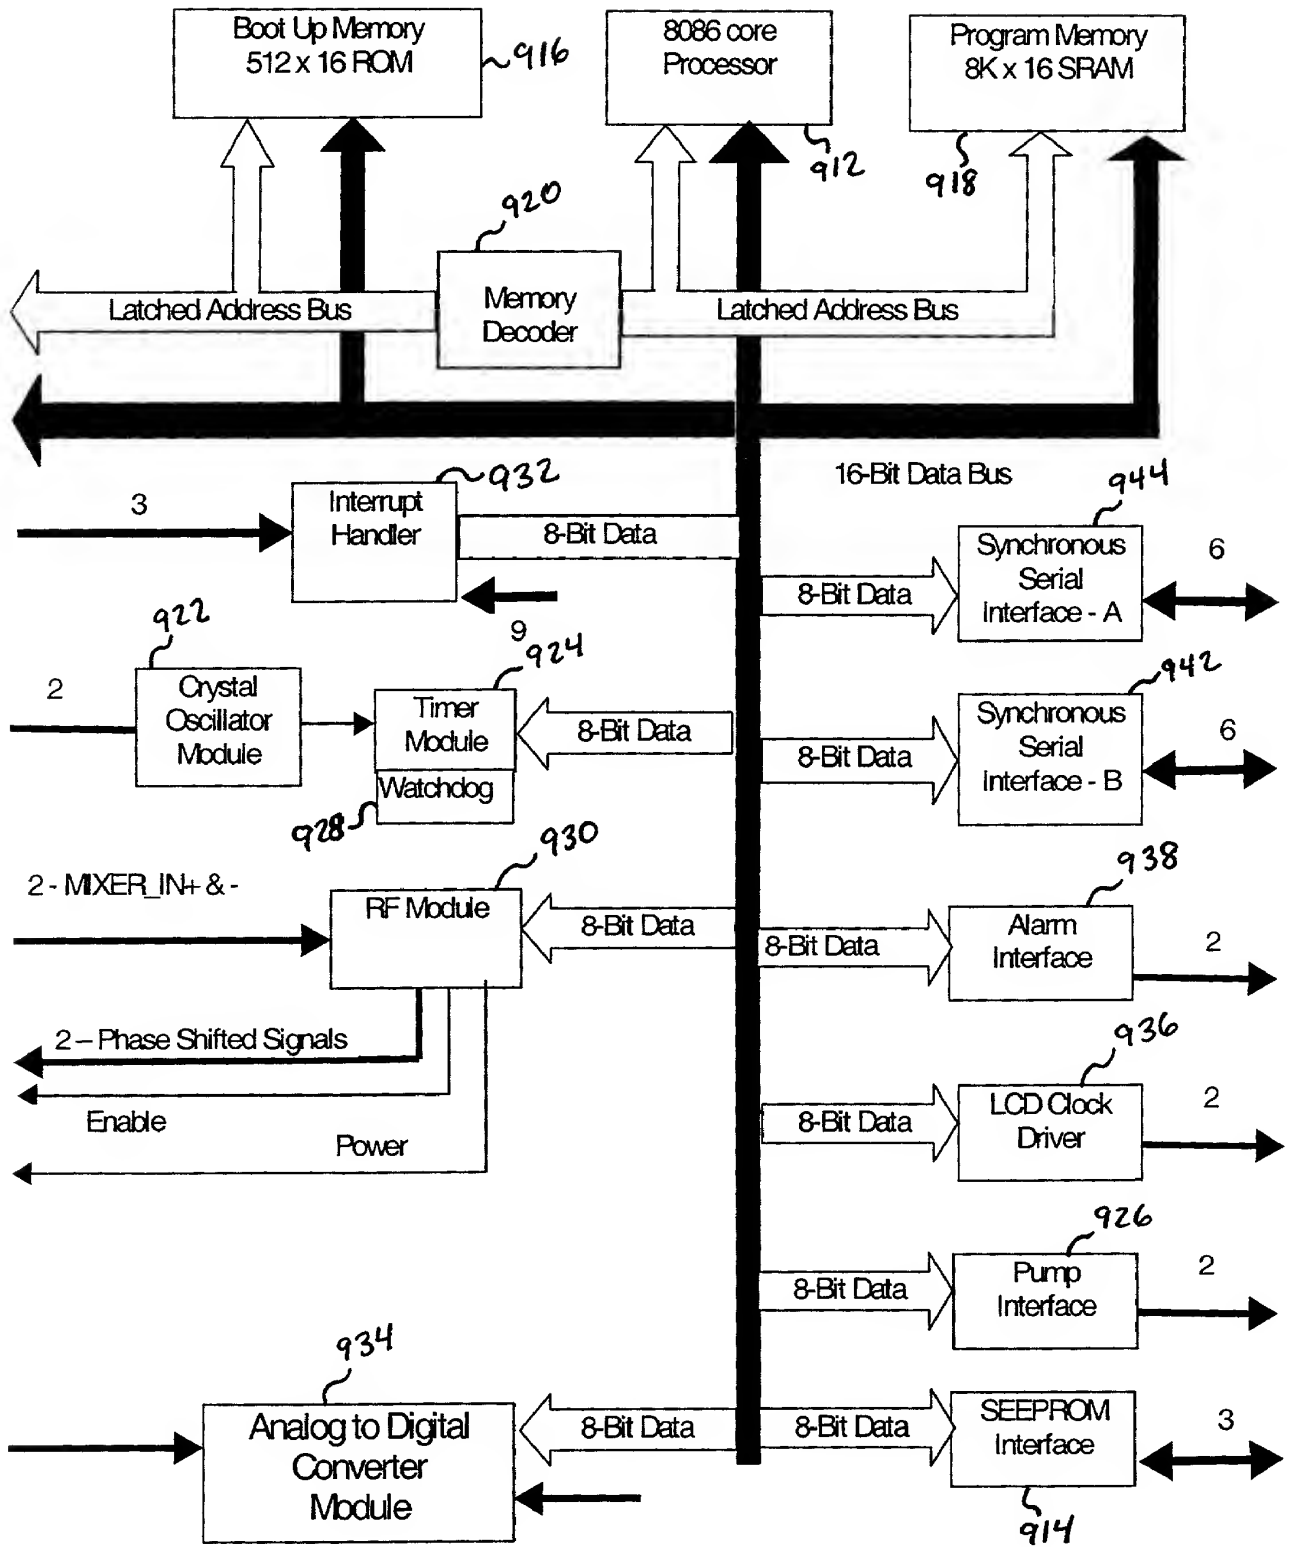 Boot Up Memory
512 x 16 ROM
916
8086 core
Processor
912
Program Memory
8K x 16 SRAM
918
920
Memory
Decoder
Latched Address Bus
Latched Address Bus
16-Bit Data Bus
932
3
Interrupt
Handler
8-Bit Data
9
944
8-Bit Data
Synchronous
Serial
Interface - A
6
922
2
Crystal
Oscillator
Module
924
Timer
Module
Watchdog
928
8-Bit Data
942
8-Bit Data
Synchronous
Serial
Interface - B
6
930
2 - MIXER_IN+ & -
RF Module
8-Bit Data
2 – Phase Shifted Signals
Enable
Power
938
8-Bit Data
Alarm
Interface
2
936
8-Bit Data
LCD Clock
Driver
2
926
8-Bit Data
Pump
Interface
2
934
Analog to Digital
Converter
Module
8-Bit Data
8-Bit Data
SEEPROM
Interface
3
914